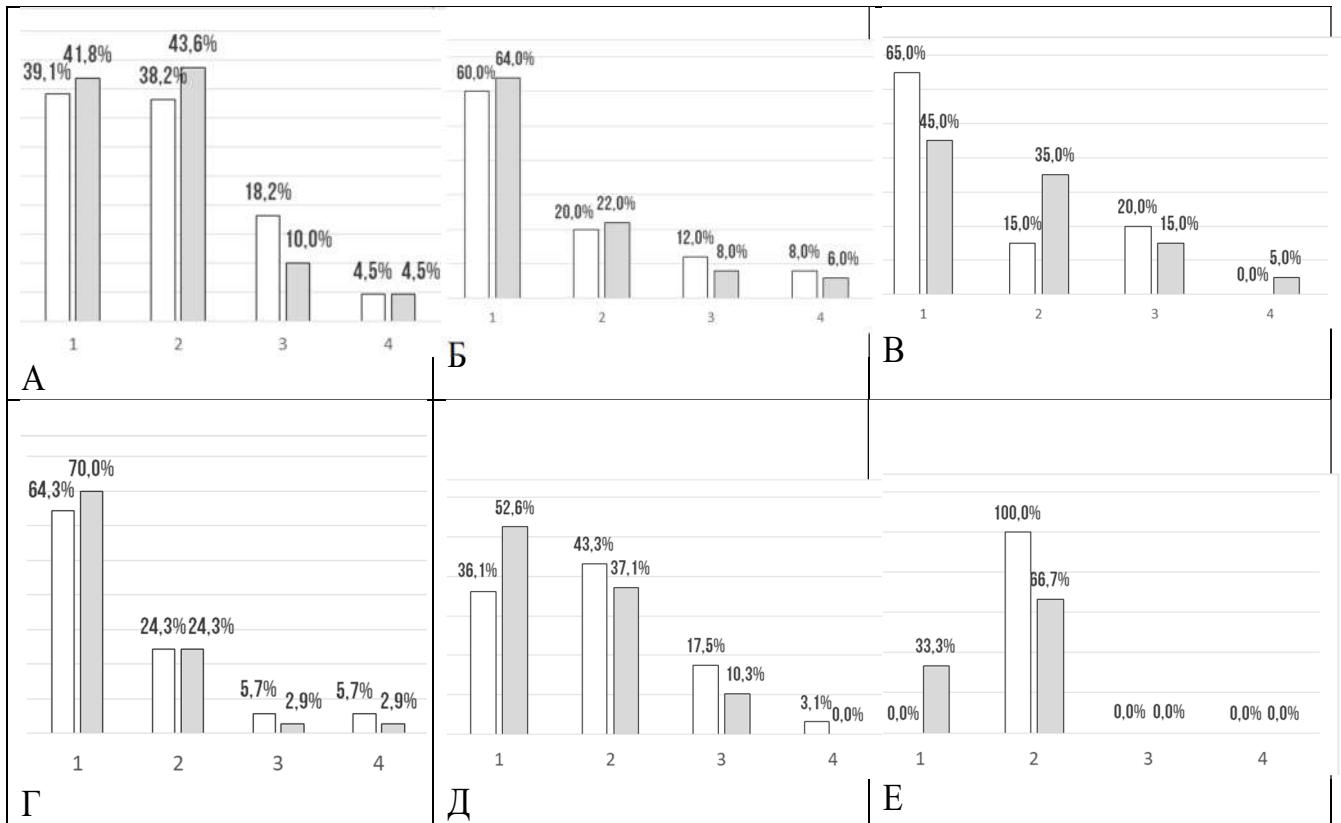 39,1% 41,8% 38,2% 43,6% 18,2% 10,0% 4,5% 4,5%
1 2 3 4
А
60,0% 64,0% 20,0% 22,0% 12,0% 8,0% 8,0% 6,0%
1 2 3 4
Б
65,0% 45,0% 15,0% 35,0% 20,0% 15,0% 0,0% 5,0%
1 2 3 4
В
64,3% 70,0% 24,3% 24,3% 5,7% 2,9% 5,7% 2,9%
1 2 3 4
Г
36,1% 52,6% 43,3% 37,1% 17,5% 10,3% 3,1% 0,0%
1 2 3 4
Д
0,0% 33,3% 100,0% 66,7% 0,0% 0,0% 0,0% 0,0%
1 2 3 4
Е